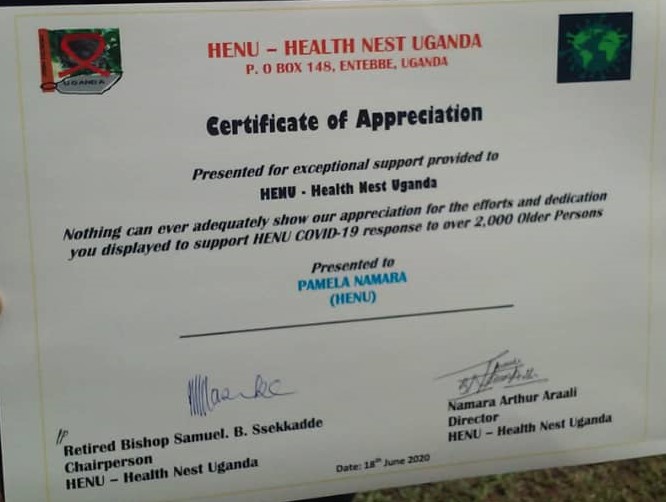 HENU – HEALTH NEST UGANDA
P. O BOX 148, ENTEBBE, UGANDA
UGANDA
Certificate of Appreciation
Presented for exceptional support provided to
HENU - Health Nest Uganda
Nothing can ever adequately show our appreciation for the efforts and dedication
you displayed to support HENU COVID-19 response to over 2,000 Older Persons
Presented to
PAMELA NAMARA
(HENU)
Retired Bishop Samuel. B. Ssekkadde
Chairperson
HENU – Health Nest Uganda
Namara Arthur Araali
Director
HENU – Health Nest Uganda
Date: 18th June 2020